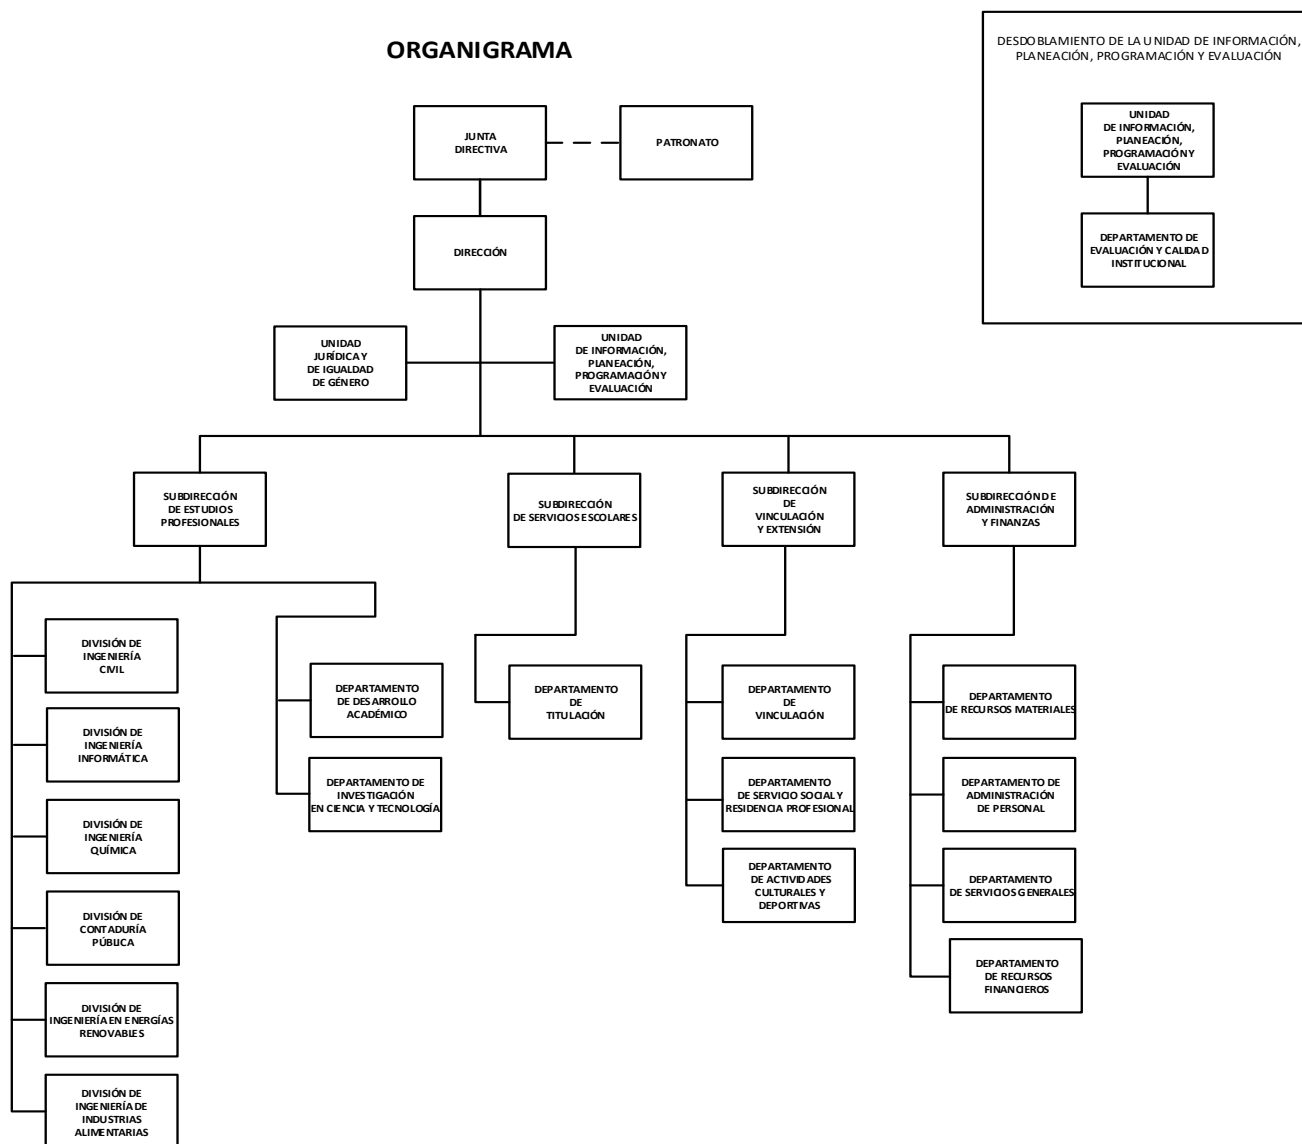 ORGANIGRAMA
DESDOBLAMIENTO DE LA UNIDAD DE INFORMACIÓN,
PLANEACIÓN, PROGRAMACIÓN Y EVALUACIÓN
UNIDAD
DE INFORMACIÓN,
PLANEACIÓN,
PROGRAMACIÓN Y
EVALUACIÓN
DEPARTAMENTO DE
EVALUACIÓN Y CALIDAD
INSTITUCIONAL
JUNTA
DIRECTIVA
PATRONATO
DIRECCIÓN
UNIDAD
JURÍDICA Y
DE IGUALDAD
DE GÉNERO
UNIDAD
DE INFORMACIÓN,
PLANEACIÓN,
PROGRAMACIÓN Y
EVALUACIÓN
SUBDIRECCIÓN
DE ESTUDIOS
PROFESIONALES
SUBDIRECCIÓN
DE SERVICIOS ESCOLARES
SUBDIRECCIÓN
DE
VINCULACIÓN
Y EXTENSIÓN
SUBDIRECCIÓN DE
ADMINISTRACIÓN
Y FINANZAS
DIVISIÓN DE
INGENIERÍA
CIVIL
DIVISIÓN DE
INGENIERÍA
INFORMÁTICA
DIVISIÓN DE
INGENIERÍA
QUÍMICA
DIVISIÓN DE
CONTADURÍA
PÚBLICA
DIVISIÓN DE
INGENIERÍA EN ENERGÍAS
RENOVABLES
DIVISIÓN DE
INGENIERÍA DE
INDUSTRIAS
ALIMENTARIAS
DEPARTAMENTO
DE DESARROLLO
ACADÉMICO
DEPARTAMENTO DE
INVESTIGACIÓN
EN CIENCIA Y TECNOLOGÍA
DEPARTAMENTO
DE
TITULACIÓN
DEPARTAMENTO
DE
VINCULACIÓN
DEPARTAMENTO
DE SERVICIO SOCIAL Y
RESIDENCIA PROFESIONAL
DEPARTAMENTO
DE ACTIVIDADES
CULTURALES Y
DEPORTIVAS
DEPARTAMENTO
DE RECURSOS MATERIALES
DEPARTAMENTO DE
ADMINISTRACIÓN
DE PERSONAL
DEPARTAMENTO
DE SERVICIOS GENERALES
DEPARTAMENTO
DE RECURSOS
FINANCIEROS